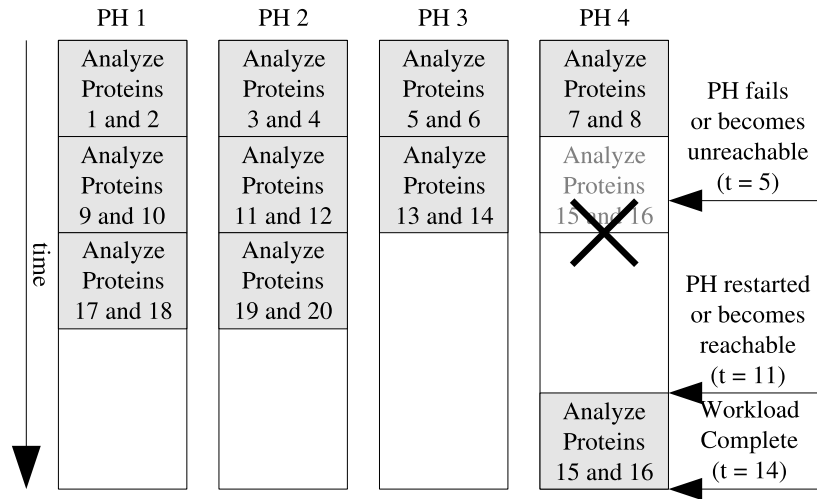 PH 1
PH 2
PH 3
PH 4
Analyze
Proteins
1 and 2
Analyze
Proteins
3 and 4
Analyze
Proteins
5 and 6
Analyze
Proteins
7 and 8
PH fails
or becomes
unreachable
(t = 5)
Analyze
Proteins
9 and 10
Analyze
Proteins
11 and 12
Analyze
Proteins
13 and 14
Analyze
Proteins
15 and 16
time
Analyze
Proteins
17 and 18
Analyze
Proteins
19 and 20
PH restarted
or becomes
reachable
(t = 11)
Analyze
Proteins
15 and 16
Workload
Complete
(t = 14)